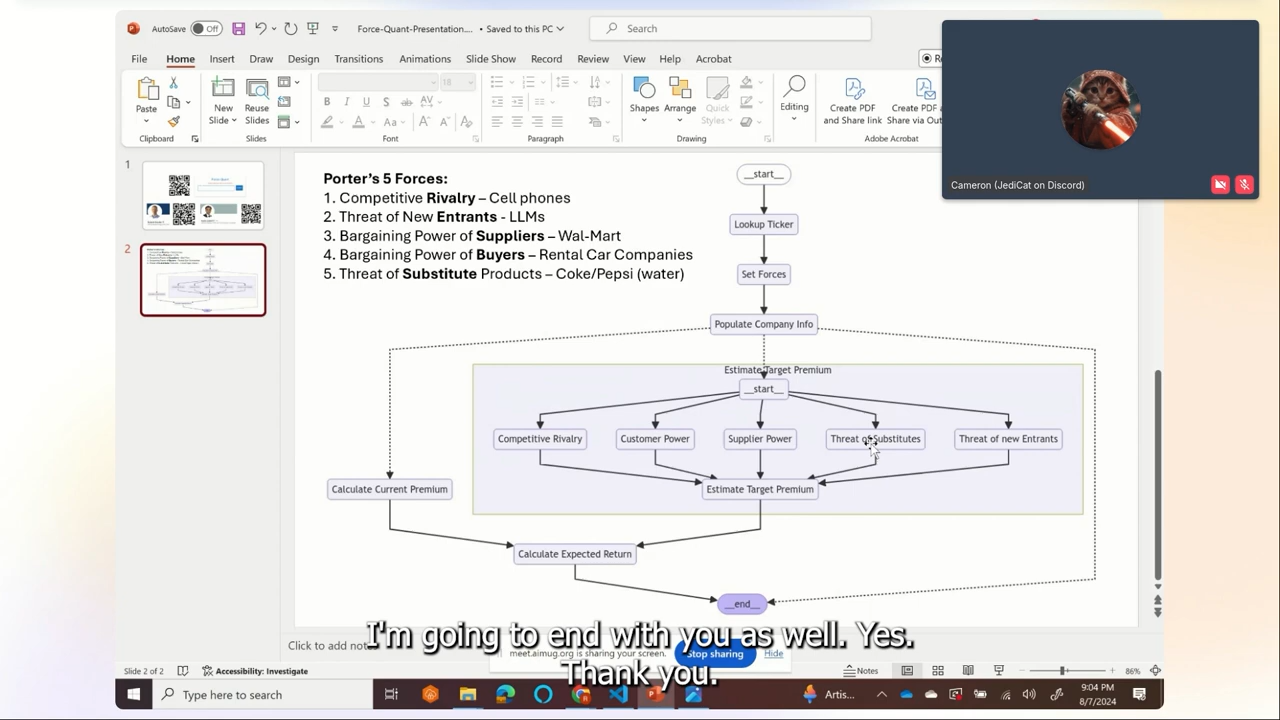 AutoSave Off Force-Quant-Presentation.... • Saved to this PC Search
File Home Insert Draw Design Transitions Animations Slide Show Record Review View Help Acrobat
Paste
Clipboard
New Slide
Reuse Slides
Slides
18
Font
Paragraph
Shapes
Arrange
Quick Styles
Drawing
Editing
Create PDF and Share link
Create PDF
Share via
Adobe Acrobat
Cameron (JediCat on Discord)
1
2
Porter's 5 Forces:
1. Competitive Rivalry – Cell phones
2. Threat of New Entrants - LLMs
3. Bargaining Power of Suppliers – Wal-Mart
4. Bargaining Power of Buyers – Rental Car Companies
5. Threat of Substitute Products – Coke/Pepsi (water)
__start__
Lookup Ticker
Set Forces
Populate Company Info
Estimate Target Premium
__start__
Competitive Rivalry
Customer Power
Supplier Power
Threat of Substitutes
Threat of new Entrants
Calculate Current Premium
Estimate Target Premium
Calculate Expected Return
__end__
I'm going to end with you as well. Yes.
Thank you.
Click to add
meet.aimug.org is sharing your screen. Stop sharing Hide
Slide 2 of 2 Accessibility: Investigate Notes 86%
Type here to search Artis... 9:04 PM
8/7/2024